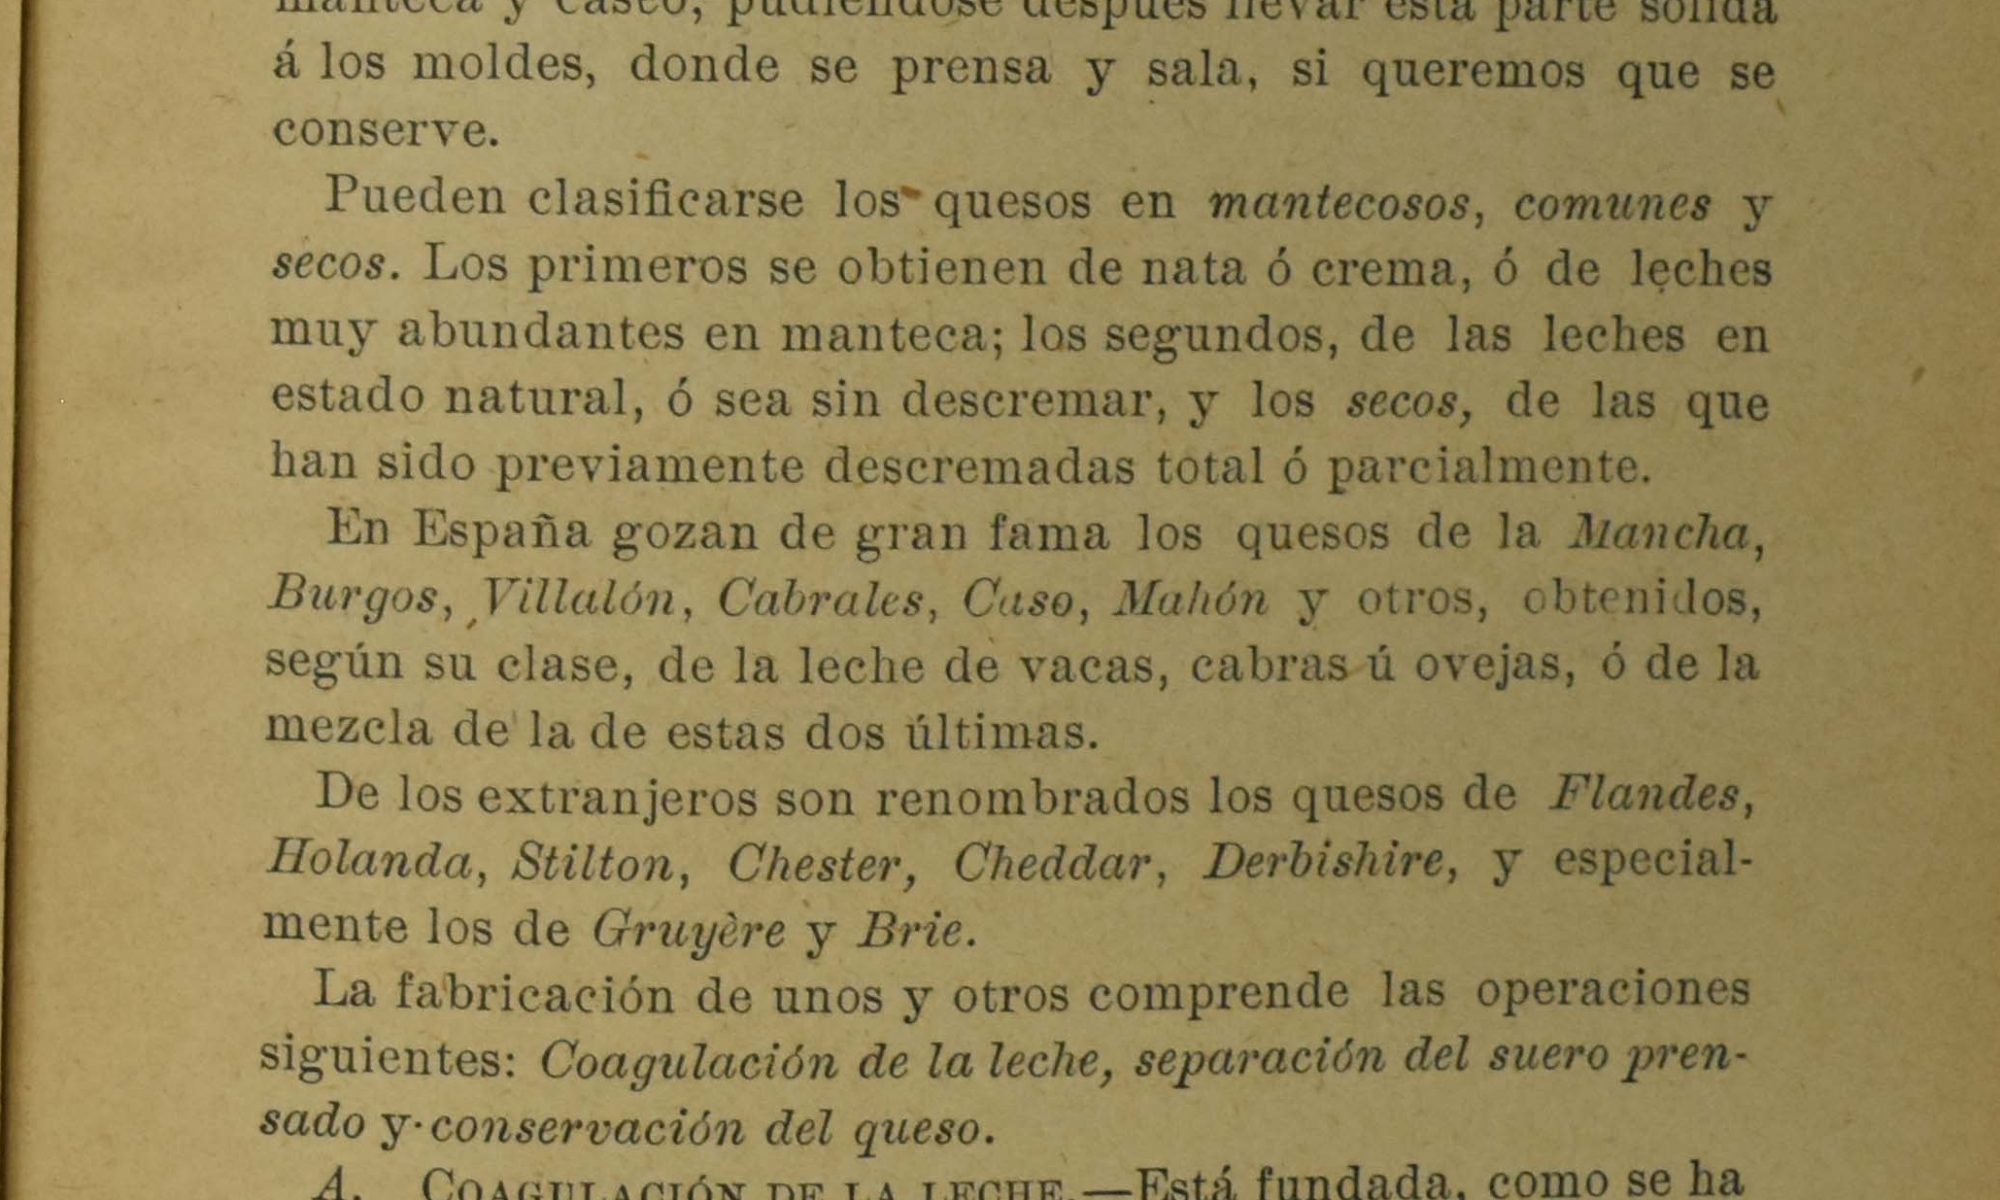 manteca y caseo, pudiéndose después llevar esta parte sólida
á los moldes, donde se prensa y sala, si queremos que se
conserve.
Pueden clasificarse los quesos en mantecosos, comunes y
secos. Los primeros se obtienen de nata ó crema, ó de leches
muy abundantes en manteca; los segundos, de las leches en
estado natural, ó sea sin descremar, y los secos, de las que
han sido previamente descremadas total ó parcialmente.
En España gozan de gran fama los quesos de la Mancha,
Burgos, Villalón, Cabrales, Caso, Mahón y otros, obtenidos,
según su clase, de la leche de vacas, cabras ú ovejas, ó de la
mezcla de la de estas dos últimas.
De los extranjeros son renombrados los quesos de Flandes,
Holanda, Stilton, Chester, Cheddar, Derbishire, y especial-
mente los de Gruyère y Brie.
La fabricación de unos y otros comprende las operaciones
siguientes: Coagulación de la leche, separación del suero pren-
sado y conservación del queso.
A. COAGULACIÓN DE LA LECHE.—Está fundada, como se ha